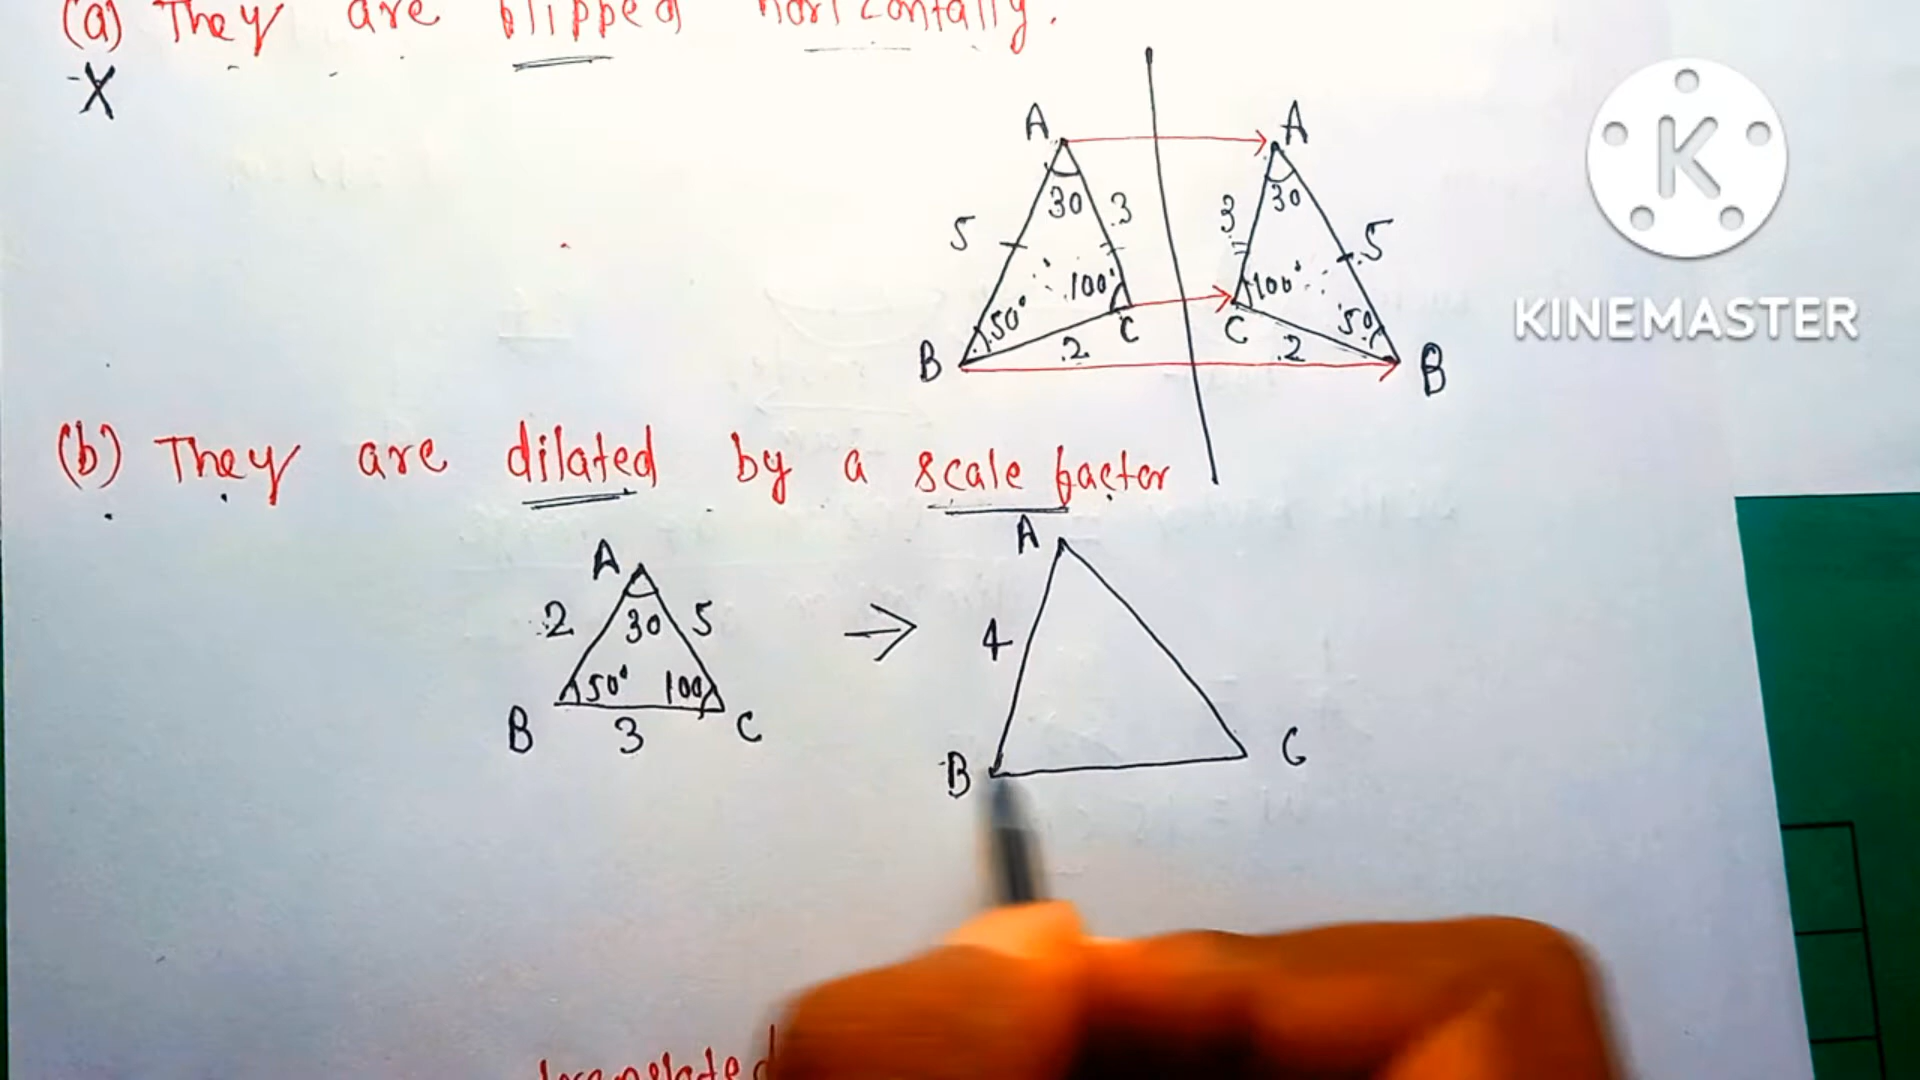 (a) They are flipped horizontally.
X
A A
5 30 3 3 30 5
50° 100° 100° 50
B 2 C C 2 B
K
KINEMASTER
(b) They are dilated by a scale factor
A A
2 30 5 → 4
50° 100
B 3 C B C
translated